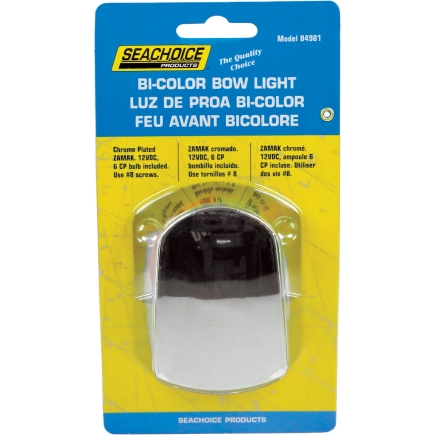 Model 04981
SEACHOICE
PRODUCTS
The Quality
Choice
BI-COLOR BOW LIGHT
LUZ DE PROA BI-COLOR
FEU AVANT BICOLORE
Chrome Plated
ZAMAK. 12VDC,
6 CP bulb included.
Use #8 screws.
ZAMAK cromado.
12VDC, 6 CP
bombillo incluido.
Use tornillos # 8
ZAMAK chromé.
12VDC, ampoule 6
CP incluse. Utiliser
des vis #8.
SEACHOICE PRODUCTS